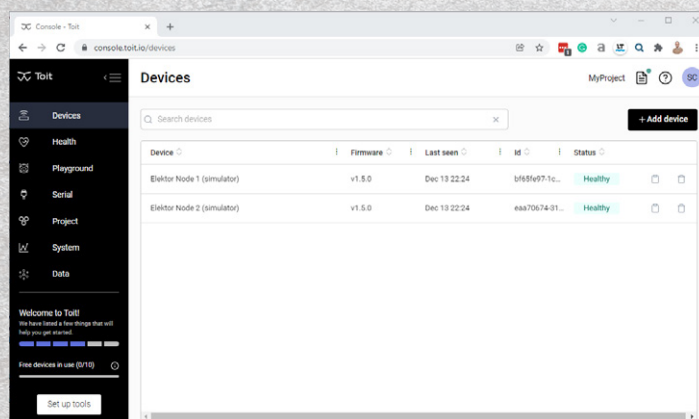 Console - Toit
console.toit.io/devices
Toit
Devices
MyProject
SC
Search devices
+ Add device
Devices
Health
Playground
Serial
Project
System
Data
Device
Firmware
Last seen
Id
Status
Elektor Node 1 (simulator)
v1.5.0
Dec 13 22:24
bf65fe97-1c...
Healthy
Elektor Node 2 (simulator)
v1.5.0
Dec 13 22:24
eaa70674-31...
Healthy
Welcome to Toit!
We have listed a few things that will
help you get started.
Free devices in use (0/10)
Set up tools